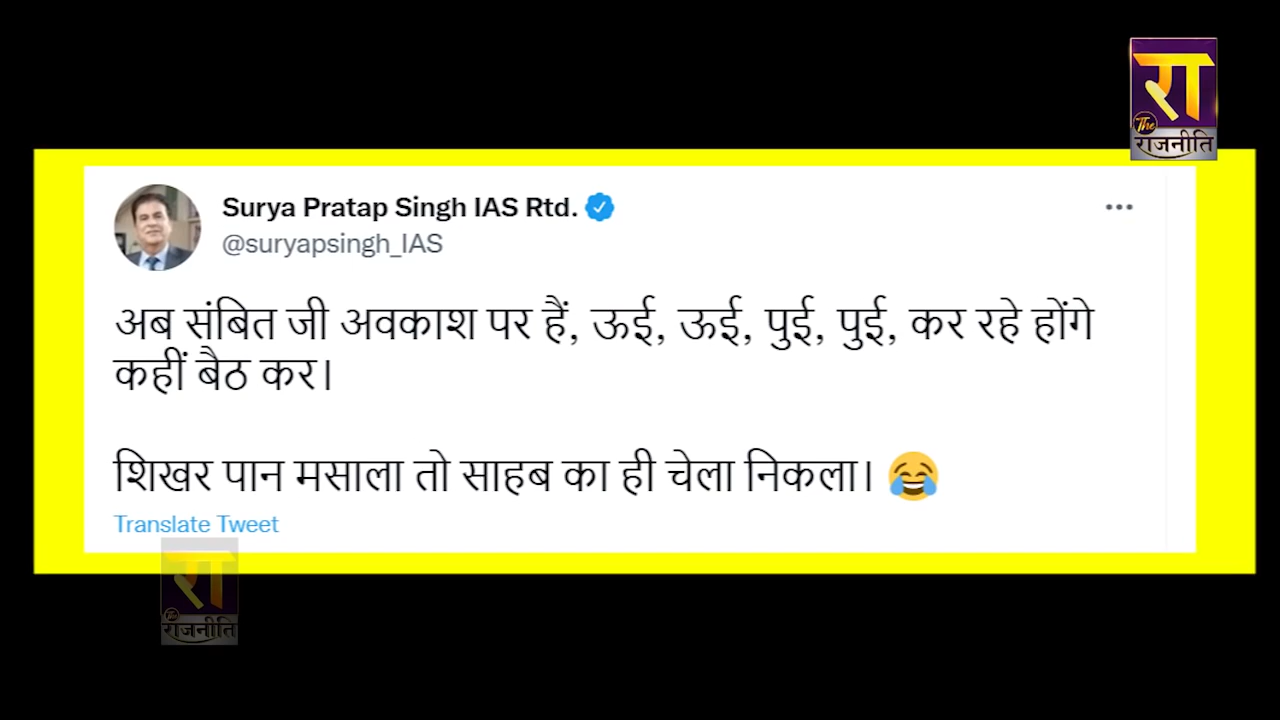 रा
The
राजनीति
Surya Pratap Singh IAS Rtd.
@suryapsingh_IAS
अब संबित जी अवकाश पर हैं, ऊई, ऊई, पुई, पुई, कर रहे होंगे
कहीं बैठ कर।
शिखर पान मसाला तो साहब का ही चेला निकला। 😂
Translate Tweet
रा
The
राजनीति